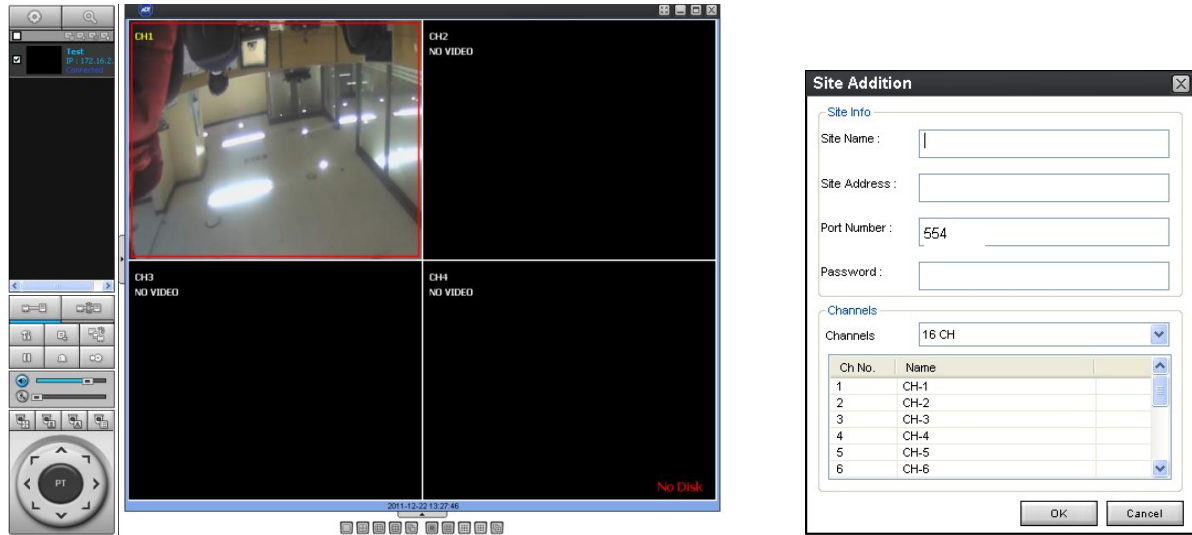 ADT
Test
IP : 172.16.2.
Connected
CH1
CH2
NO VIDEO
CH3
NO VIDEO
CH4
NO VIDEO
No Disk
2011-12-22 13:27:46
PT
Site Addition
Site Info
Site Name :
Site Address :
Port Number :
554
Password :
Channels
Channels
16 CH
Ch No. Name
1 CH-1
2 CH-2
3 CH-3
4 CH-4
5 CH-5
6 CH-6
OK Cancel